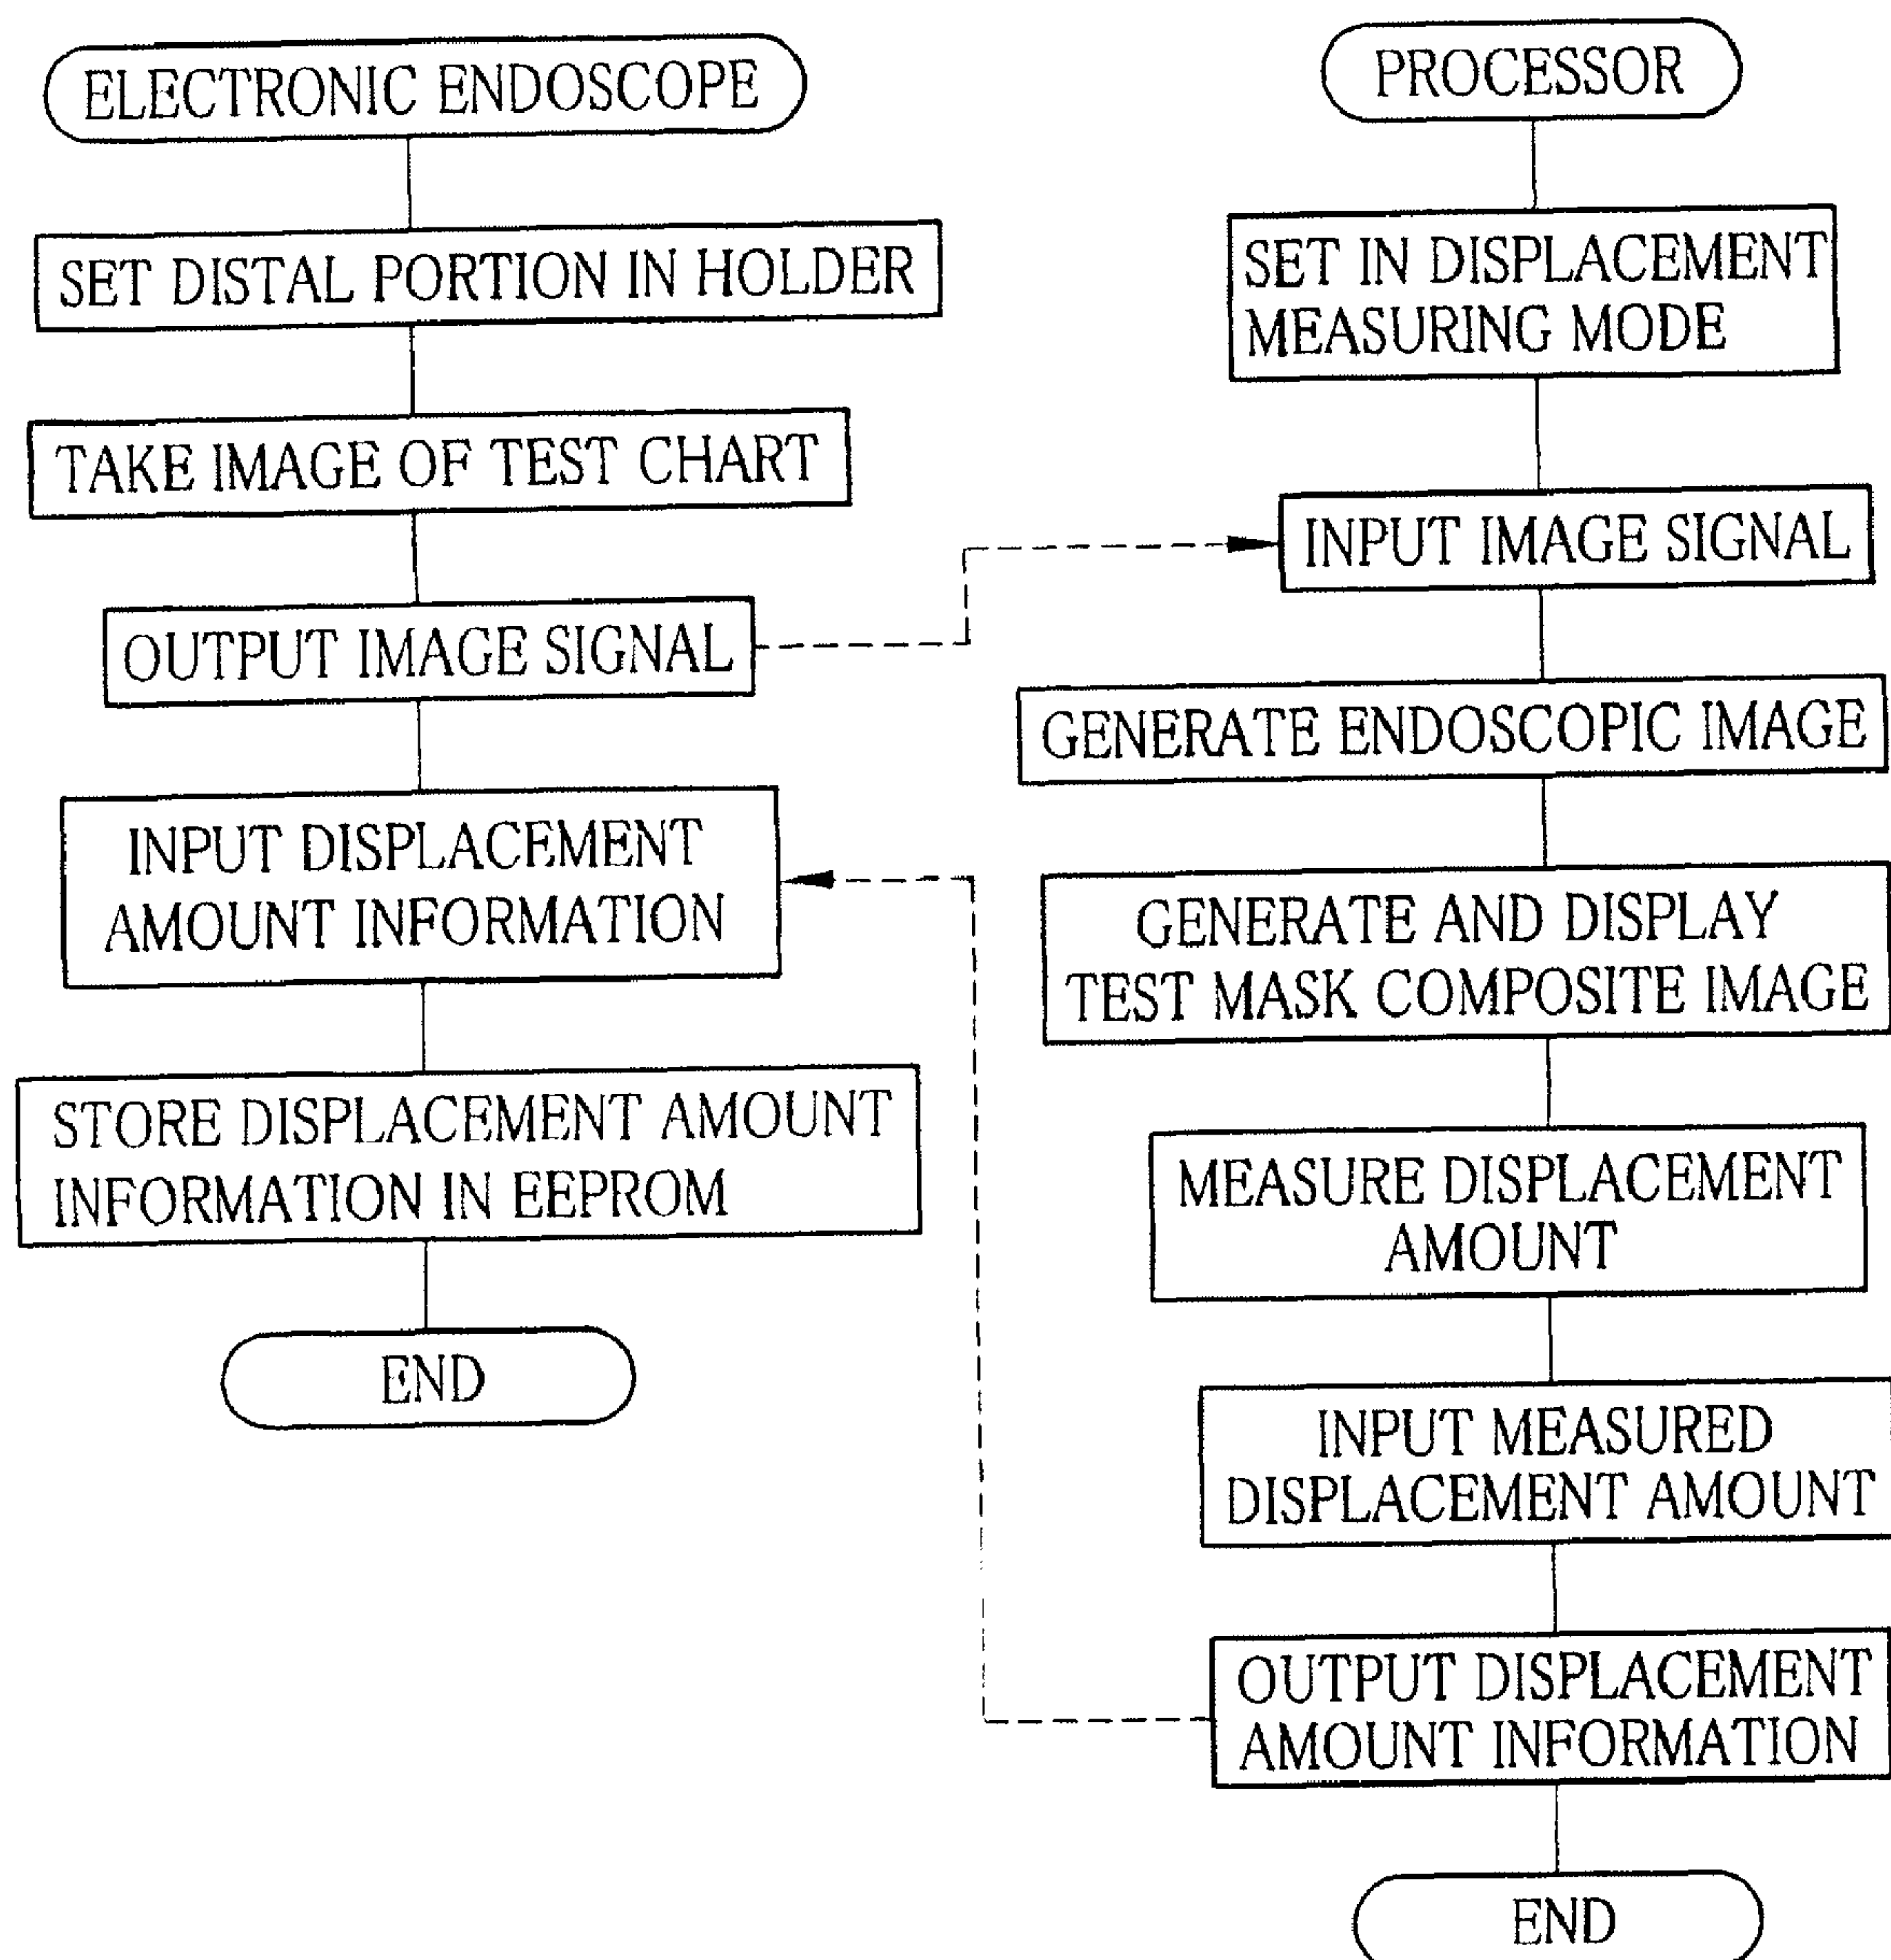 ELECTRONIC ENDOSCOPE
SET DISTAL PORTION IN HOLDER
TAKE IMAGE OF TEST CHART
OUTPUT IMAGE SIGNAL
INPUT DISPLACEMENT
AMOUNT INFORMATION
STORE DISPLACEMENT AMOUNT
INFORMATION IN EEPROM
END
PROCESSOR
SET IN DISPLACEMENT
MEASURING MODE
INPUT IMAGE SIGNAL
GENERATE ENDOSCOPIC IMAGE
GENERATE AND DISPLAY
TEST MASK COMPOSITE IMAGE
MEASURE DISPLACEMENT
AMOUNT
INPUT MEASURED
DISPLACEMENT AMOUNT
OUTPUT DISPLACEMENT
AMOUNT INFORMATION
END